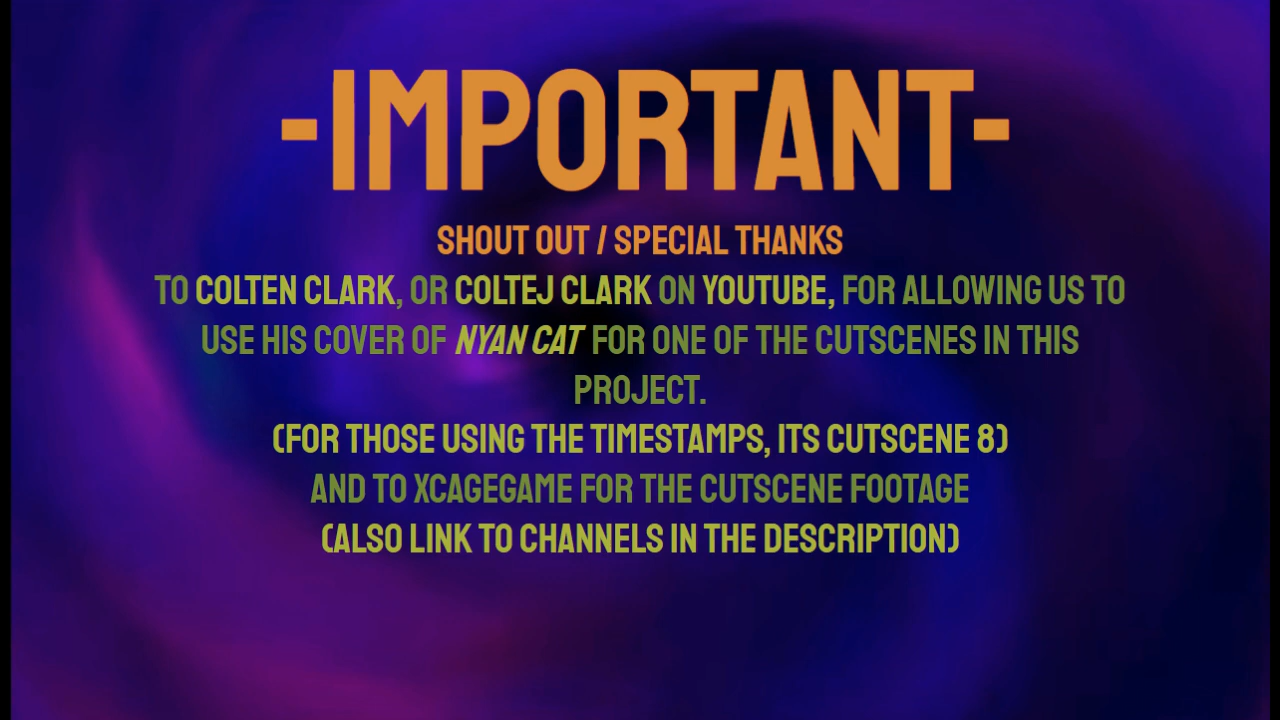 -IMPORTANT-
SHOUT OUT / SPECIAL THANKS
TO COLTEN CLARK, OR COLTEJ CLARK ON YOUTUBE, FOR ALLOWING US TO
USE HIS COVER OF NYAN CAT FOR ONE OF THE CUTSCENES IN THIS
PROJECT.
(FOR THOSE USING THE TIMESTAMPS, ITS CUTSCENE 8)
AND TO XCAGEGAME FOR THE CUTSCENE FOOTAGE
(ALSO LINK TO CHANNELS IN THE DESCRIPTION)